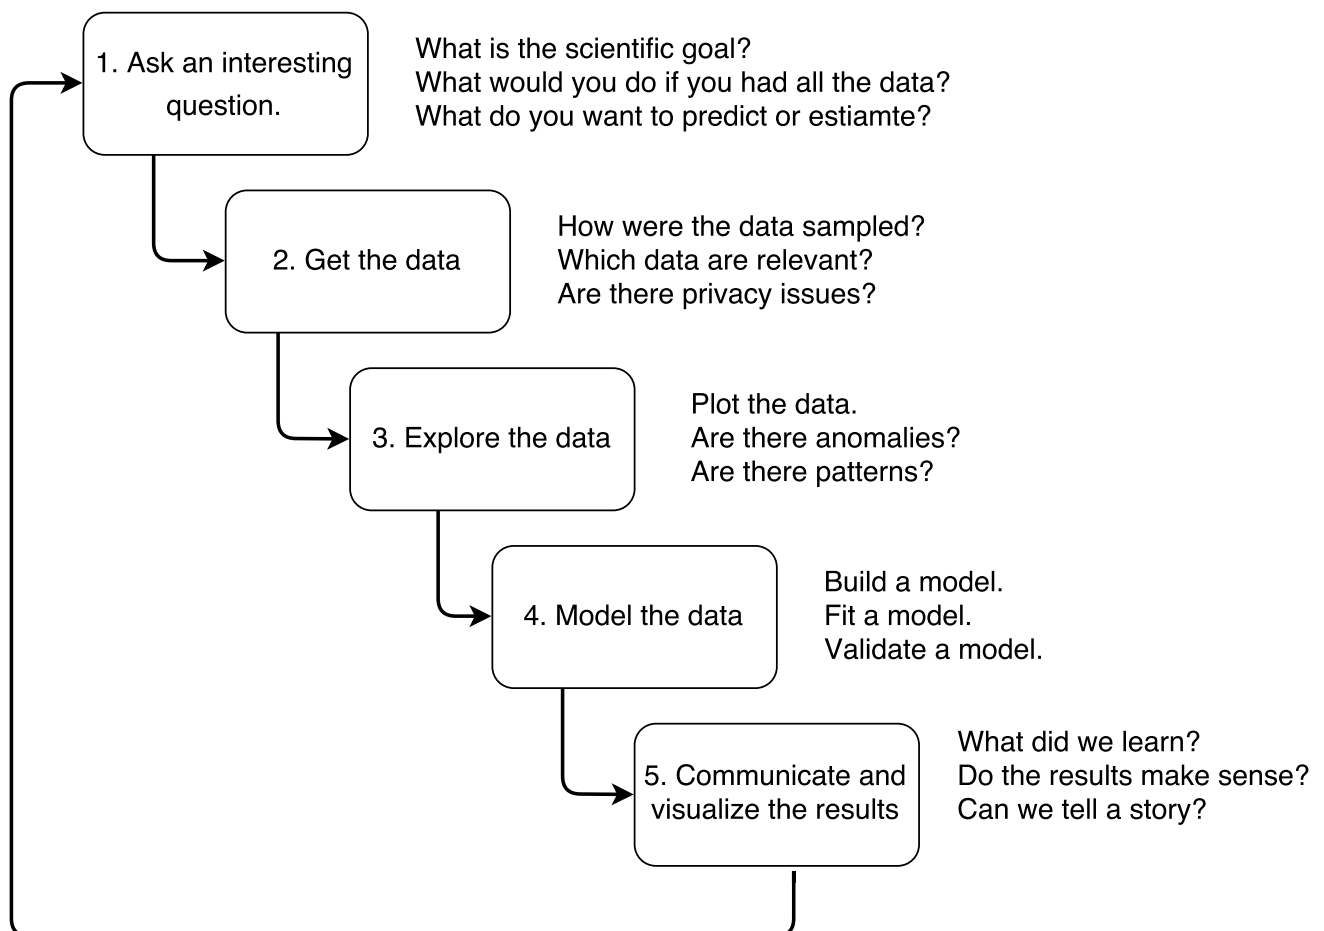 1. Ask an interesting
question.
What is the scientific goal?
What would you do if you had all the data?
What do you want to predict or estiamte?
2. Get the data
How were the data sampled?
Which data are relevant?
Are there privacy issues?
3. Explore the data
Plot the data.
Are there anomalies?
Are there patterns?
4. Model the data
Build a model.
Fit a model.
Validate a model.
5. Communicate and
visualize the results
What did we learn?
Do the results make sense?
Can we tell a story?